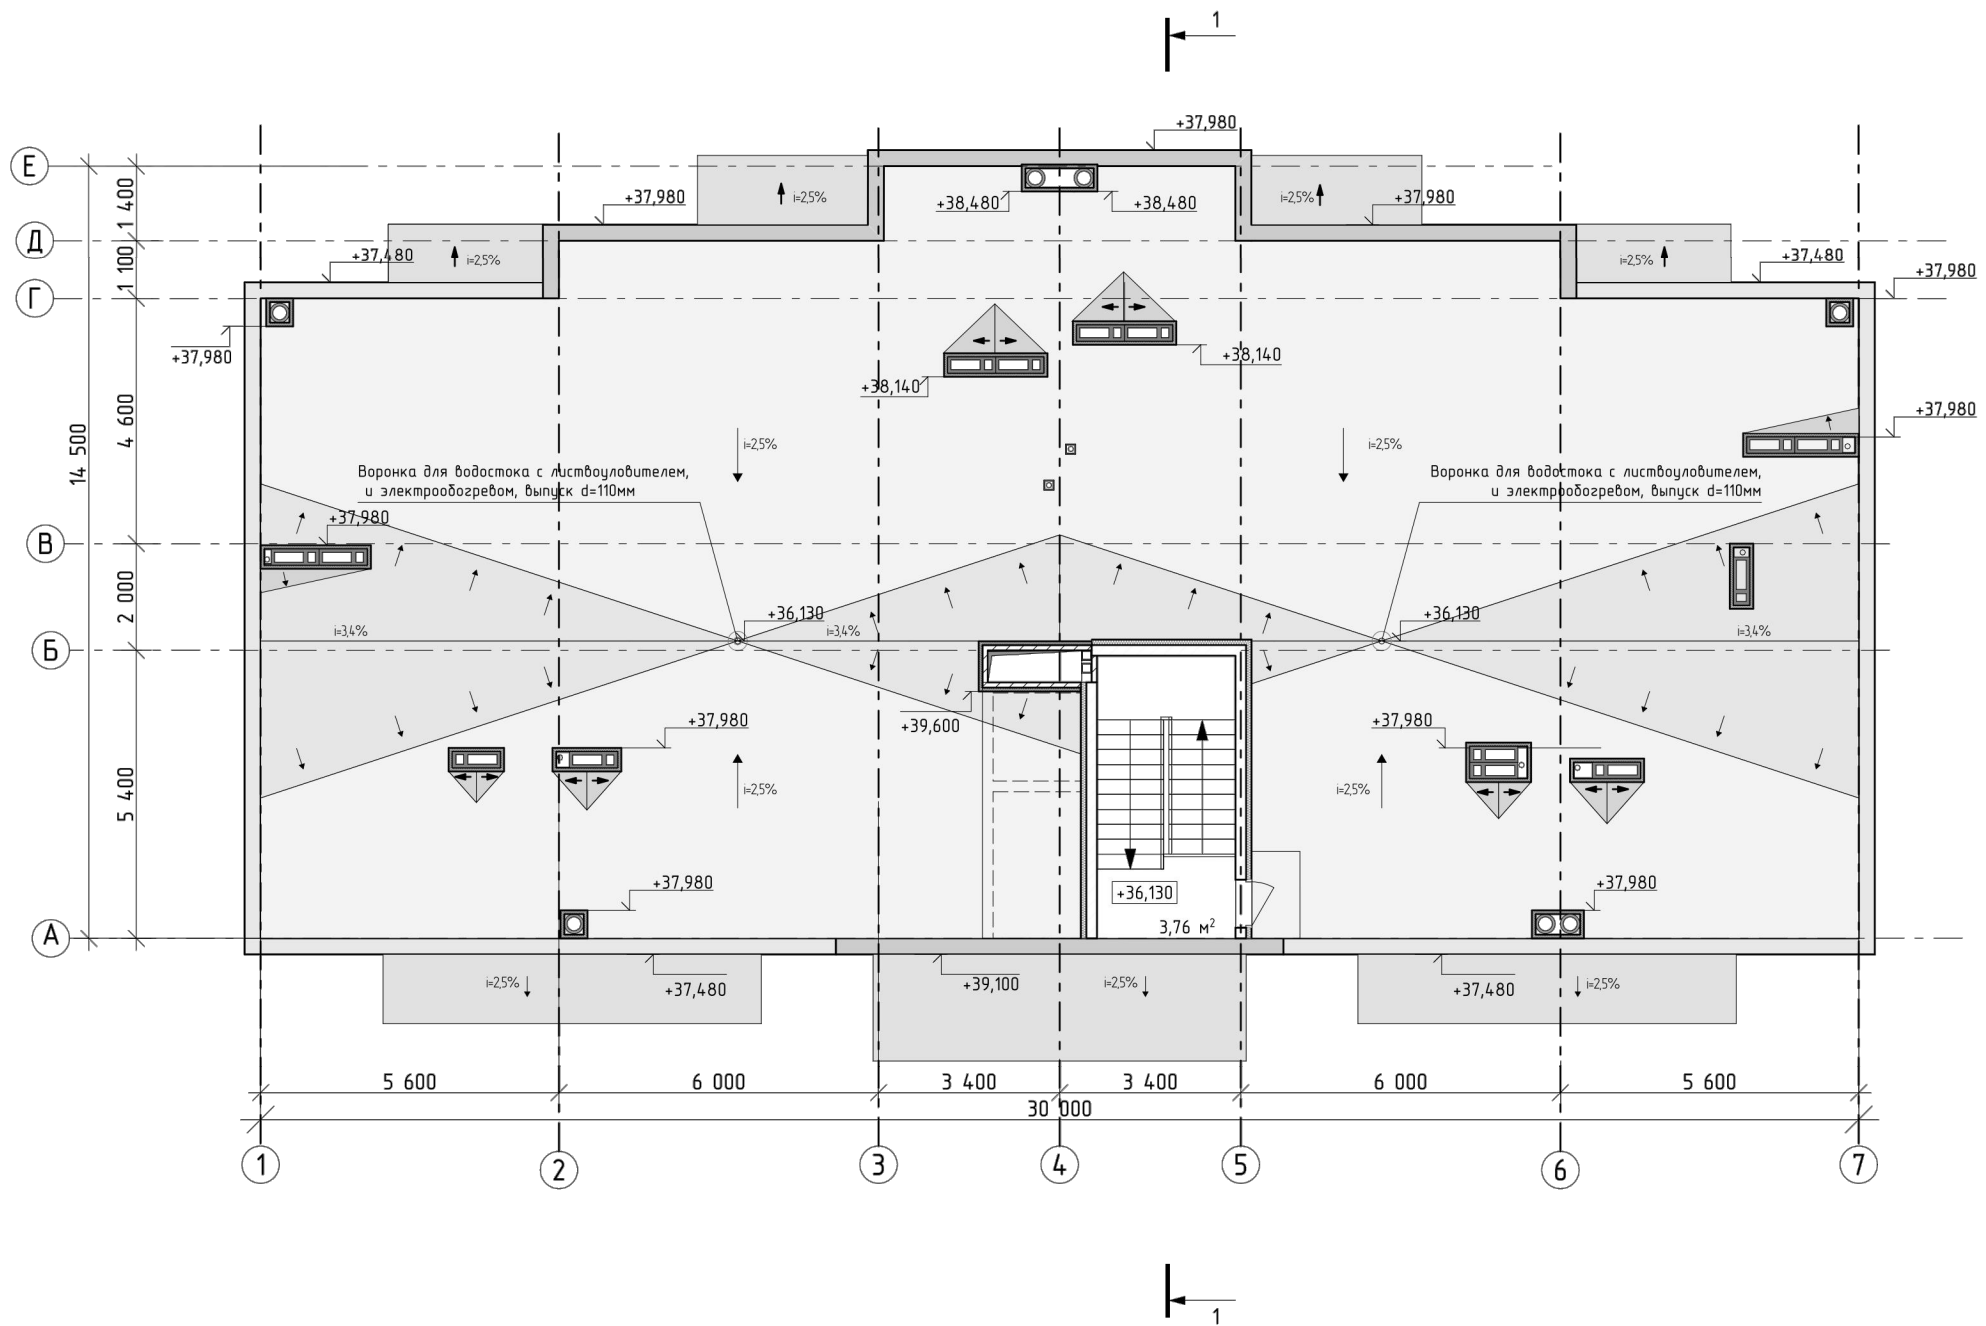 1
+37,980
Е
1 400
+37,980
i=2,5%
+38,480
+38,480
i=2,5%
+37,980
Д
1 100
+37,480
i=2,5%
i=2,5%
+37,480
+37,980
Г
+37,980
+38,140
+38,140
4 600
14 500
+37,980
i=2,5%
i=2,5%
Воронка для водостока с листвоуловителем,
и электрообогревом, выпуск d=110мм
Воронка для водостока с листвоуловителем,
и электрообогревом, выпуск d=110мм
+37,980
В
2 000
+36,130
+36,130
i=3,4%
i=3,4%
i=3,4%
Б
+37,980
+39,600
+37,980
5 400
i=2,5%
i=2,5%
+37,980
+36,130
+37,980
3,76 м²
А
i=2,5%
+37,480
+39,100
i=2,5%
+37,480
i=2,5%
5 600
6 000
3 400
3 400
6 000
5 600
30 000
1
2
3
4
5
6
7
1